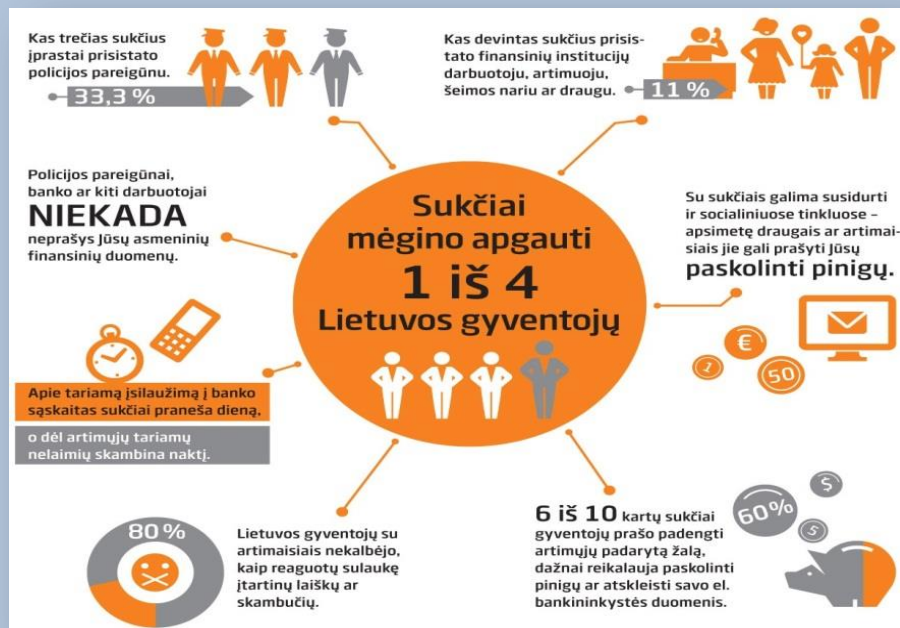 Kas trečias sukčius
įprastai prisistato
policijos pareigūnu.
33,3 %
Kas devintas sukčius prisis-
tato finansinių institucijų
darbuotoju, artimuoju,
šeimos nariu ar draugu.
11 %
Policijos pareigūnai,
banko ar kiti darbuotojai
NIEKADA
neprašys Jūsų asmeninių
finansinių duomenų.
Sukčiai
mėgino apgauti
1 iš 4
Lietuvos gyventojų
Su sukčiais galima susidurti
ir socialiniuose tinkluose –
apsimetę draugais ar artimai-
siais jie gali prašyti Jūsų
paskolinti pinigų.
€
1
50
Apie tariamą įsilaužimą į banko
sąskaitas sukčiai praneša dieną,
o dėl artimųjų tariamų
nelaimių skambina naktį.
80 %
Lietuvos gyventojų su
artimaisiais nekalbėjo,
kaip reaguotų sulaukę
įtartinų laiškų ar
skambučių.
6 iš 10 kartų sukčiai
gyventojų prašo padengti
artimųjų padarytą žalą,
dažnai reikalauja paskolinti
pinigų ar atskleisti savo el.
bankininkystės duomenis.
60%
$
5